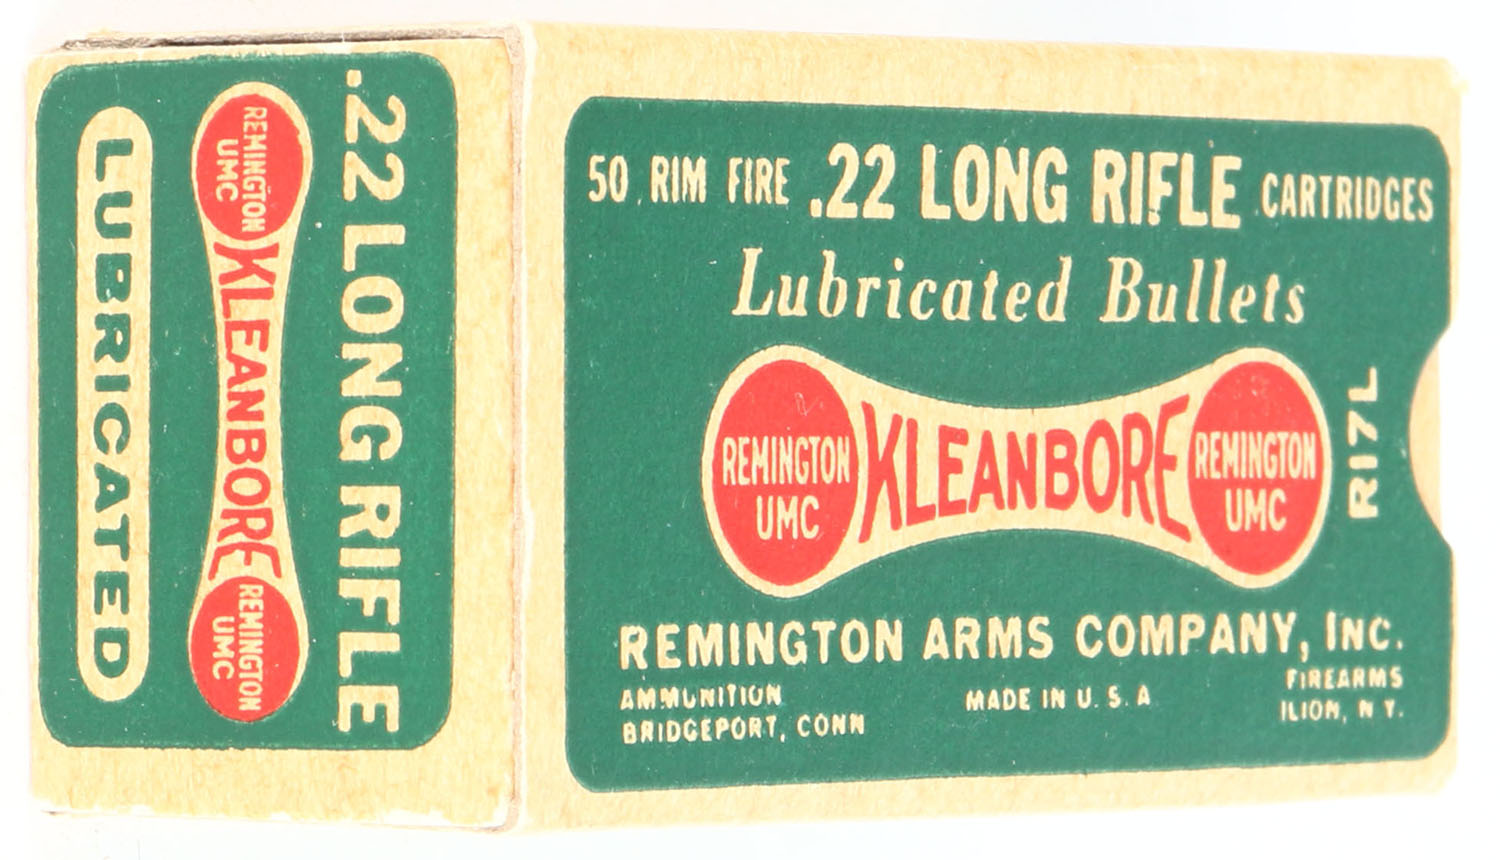 .22 LONG RIFLE
REMINGTON
UMC
KLEANBORE
REMINGTON
UMC
LUBRICATED
50 RIM FIRE .22 LONG RIFLE CARTRIDGES
Lubricated Bullets
REMINGTON
UMC
KLEANBORE
REMINGTON
UMC
R17L
REMINGTON ARMS COMPANY, INC.
AMMUNITION
BRIDGEPORT, CONN
MADE IN U. S. A
FIREARMS
ILION, N Y.